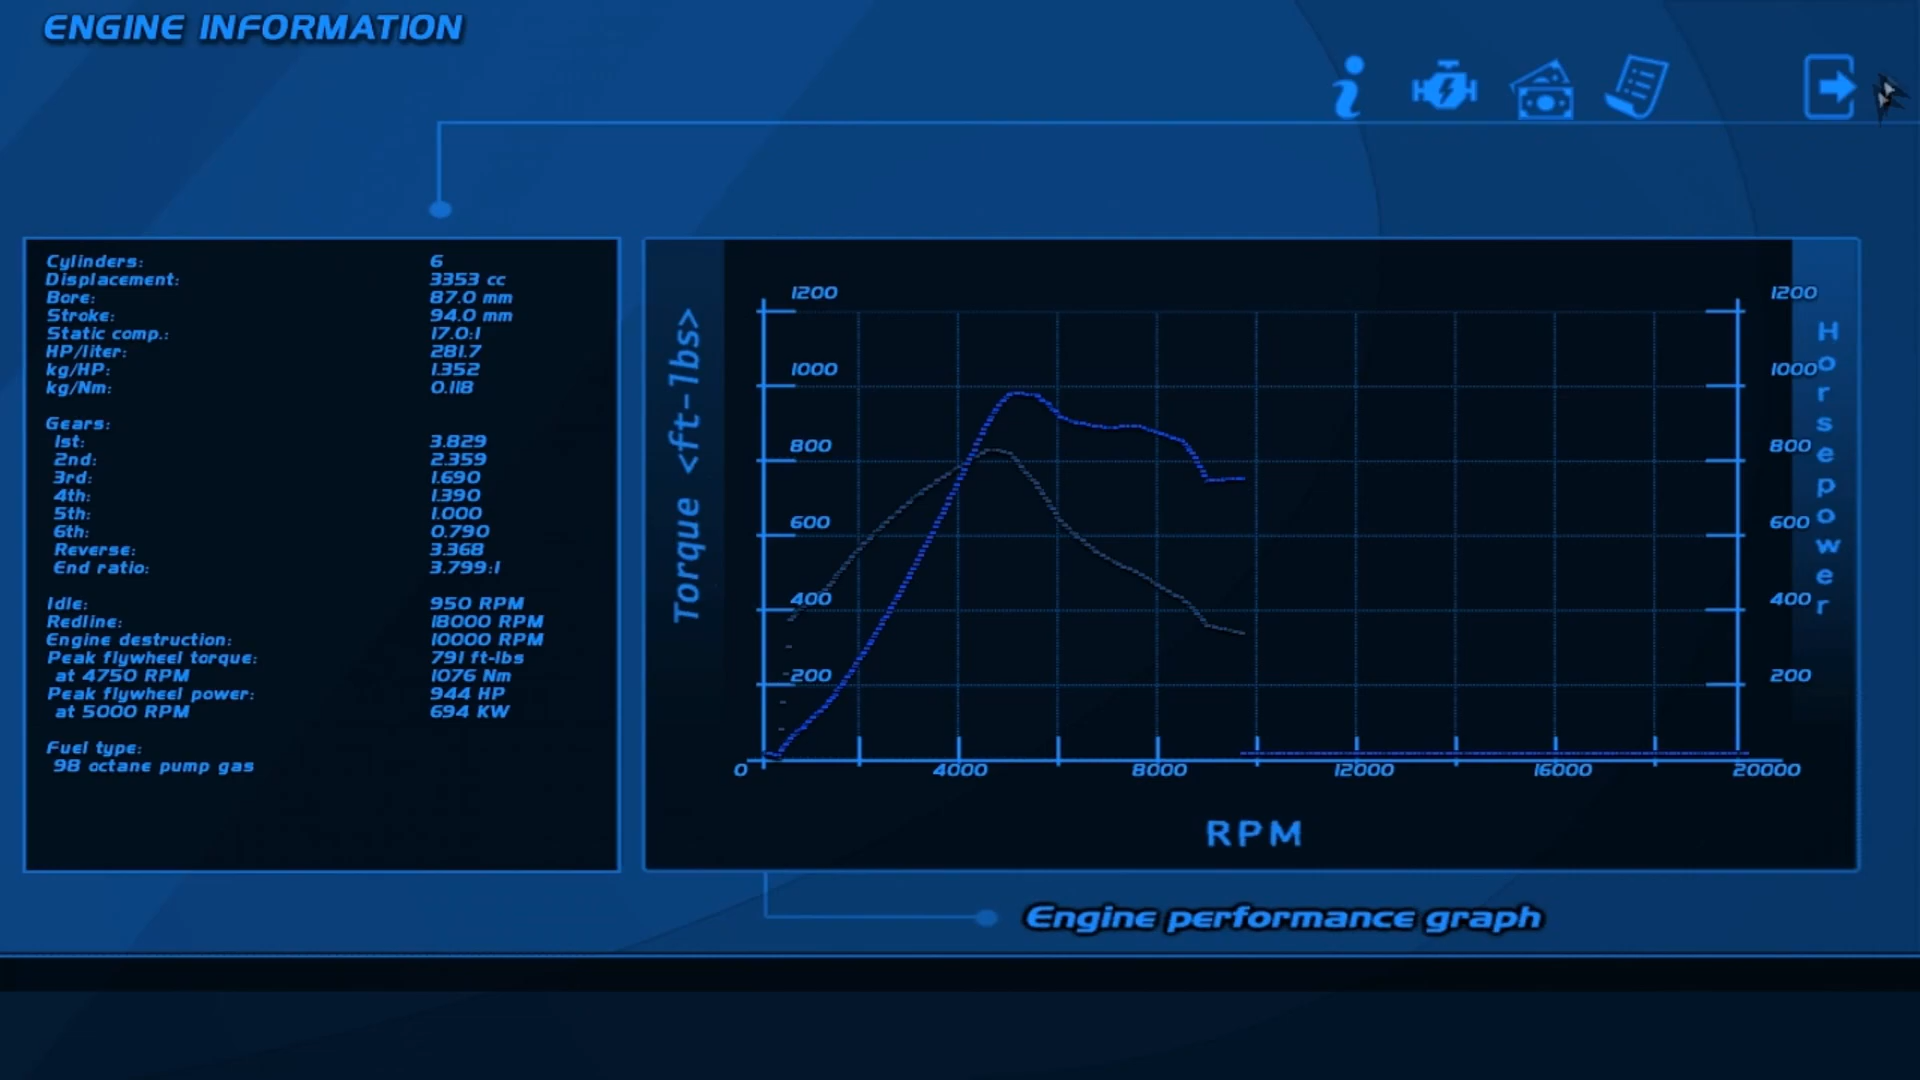 ENGINE INFORMATION
Cylinders: 6
Displacement: 3353 cc
Bore: 87.0 mm
Stroke: 94.0 mm
Static comp.: 17.0:1
HP/liter: 281.7
kg/HP: 1.352
kg/Nm: 0.118
Gears:
1st: 3.829
2nd: 2.359
3rd: 1.690
4th: 1.390
5th: 1.000
6th: 0.790
Reverse: 3.368
End ratio: 3.799:1
Idle: 950 RPM
Redline: 18000 RPM
Engine destruction: 10000 RPM
Peak flywheel torque: 791 ft-lbs
at 4750 RPM 1076 Nm
Peak flywheel power: 944 HP
at 5000 RPM 694 KW
Fuel type:
98 octane pump gas
Torque <ft-lbs>
1200
1000
800
600
400
200
1200
1000
800
600
400
200
Horsepower
0 4000 8000 12000 16000 20000
RPM
Engine performance graph